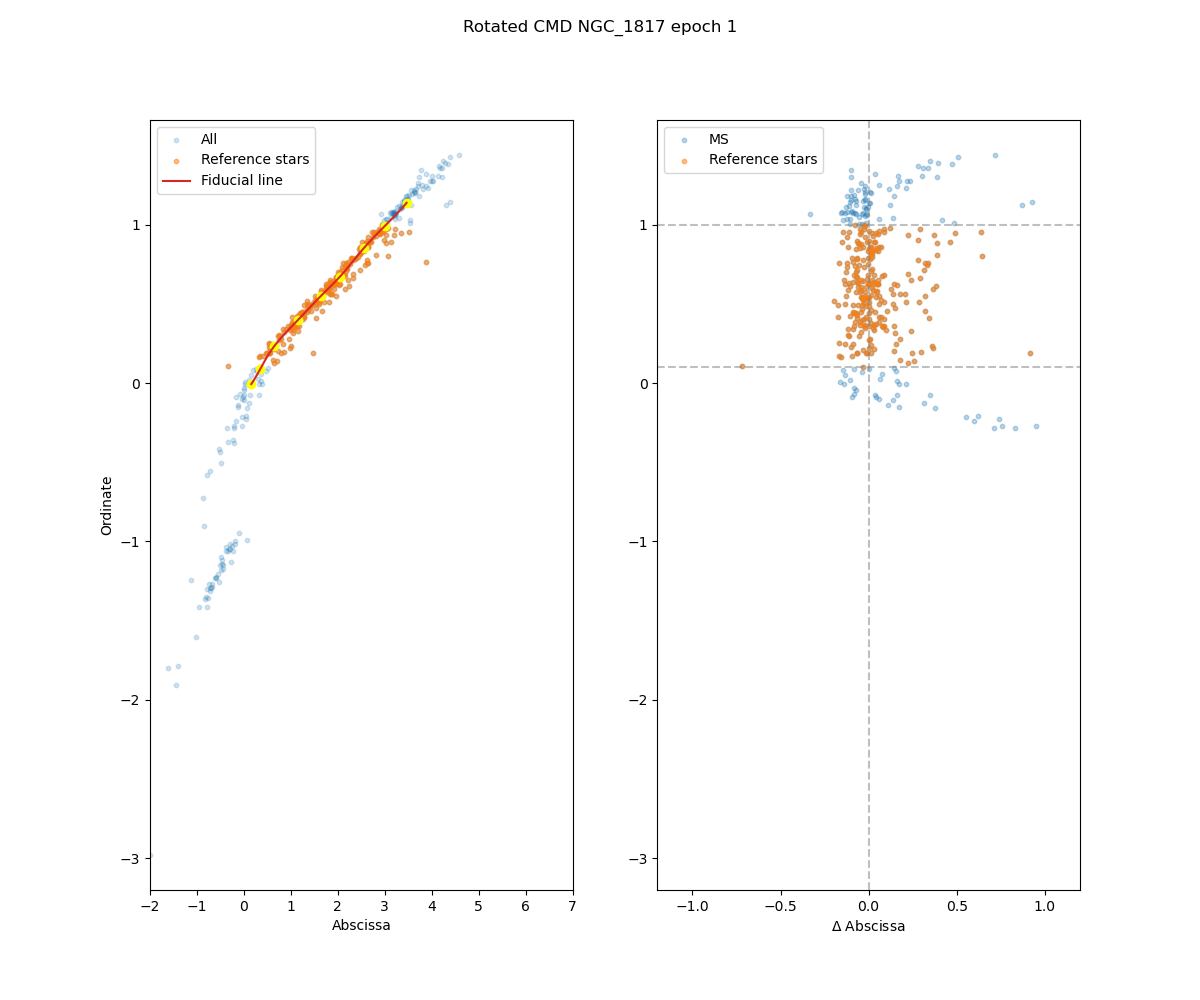 Rotated CMD NGC_1817 epoch 1
All
Reference stars
Fiducial line
1
0
−1
−2
−3
Ordinate
−2 −1 0 1 2 3 4 5 6 7
Abscissa
MS
Reference stars
1
0
−1
−2
−3
−1.0 −0.5 0.0 0.5 1.0
Δ Abscissa